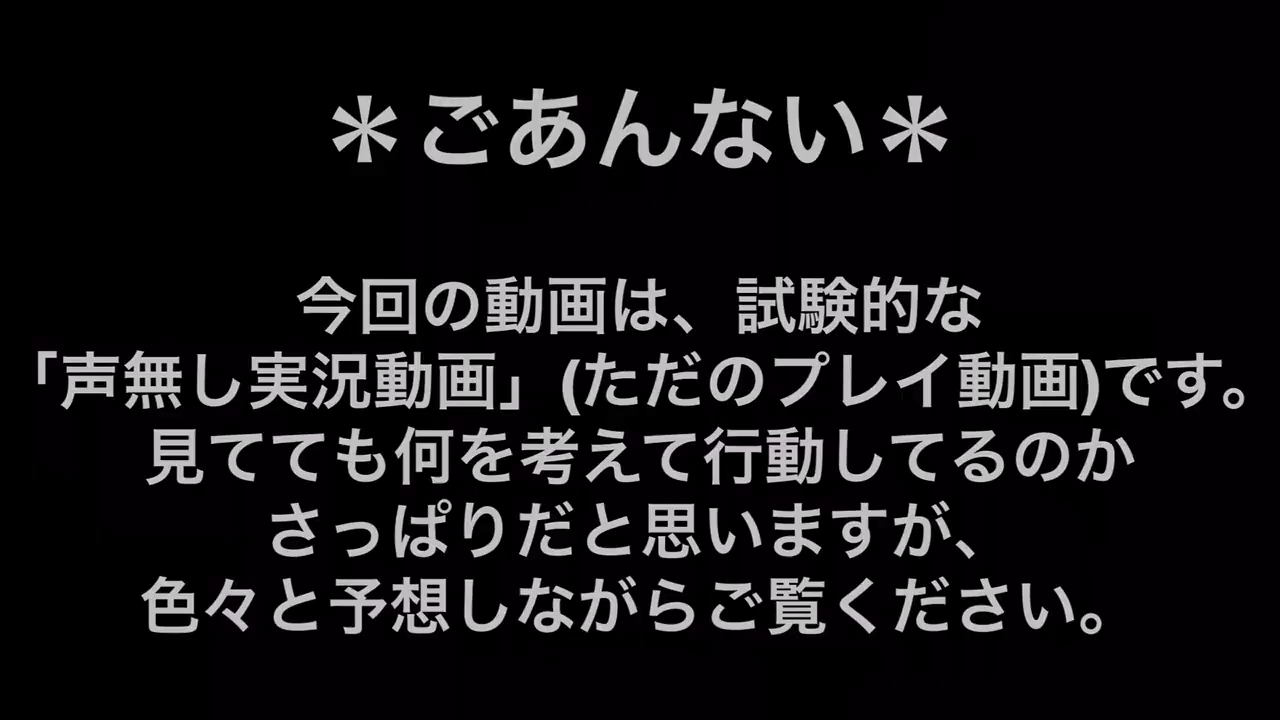 ＊ごあんない＊
今回の動画は、試験的な
「声無し実況動画」(ただのプレイ動画)です。
見てても何を考えて行動してるのか
さっぱりだと思いますが、
色々と予想しながらご覧ください。